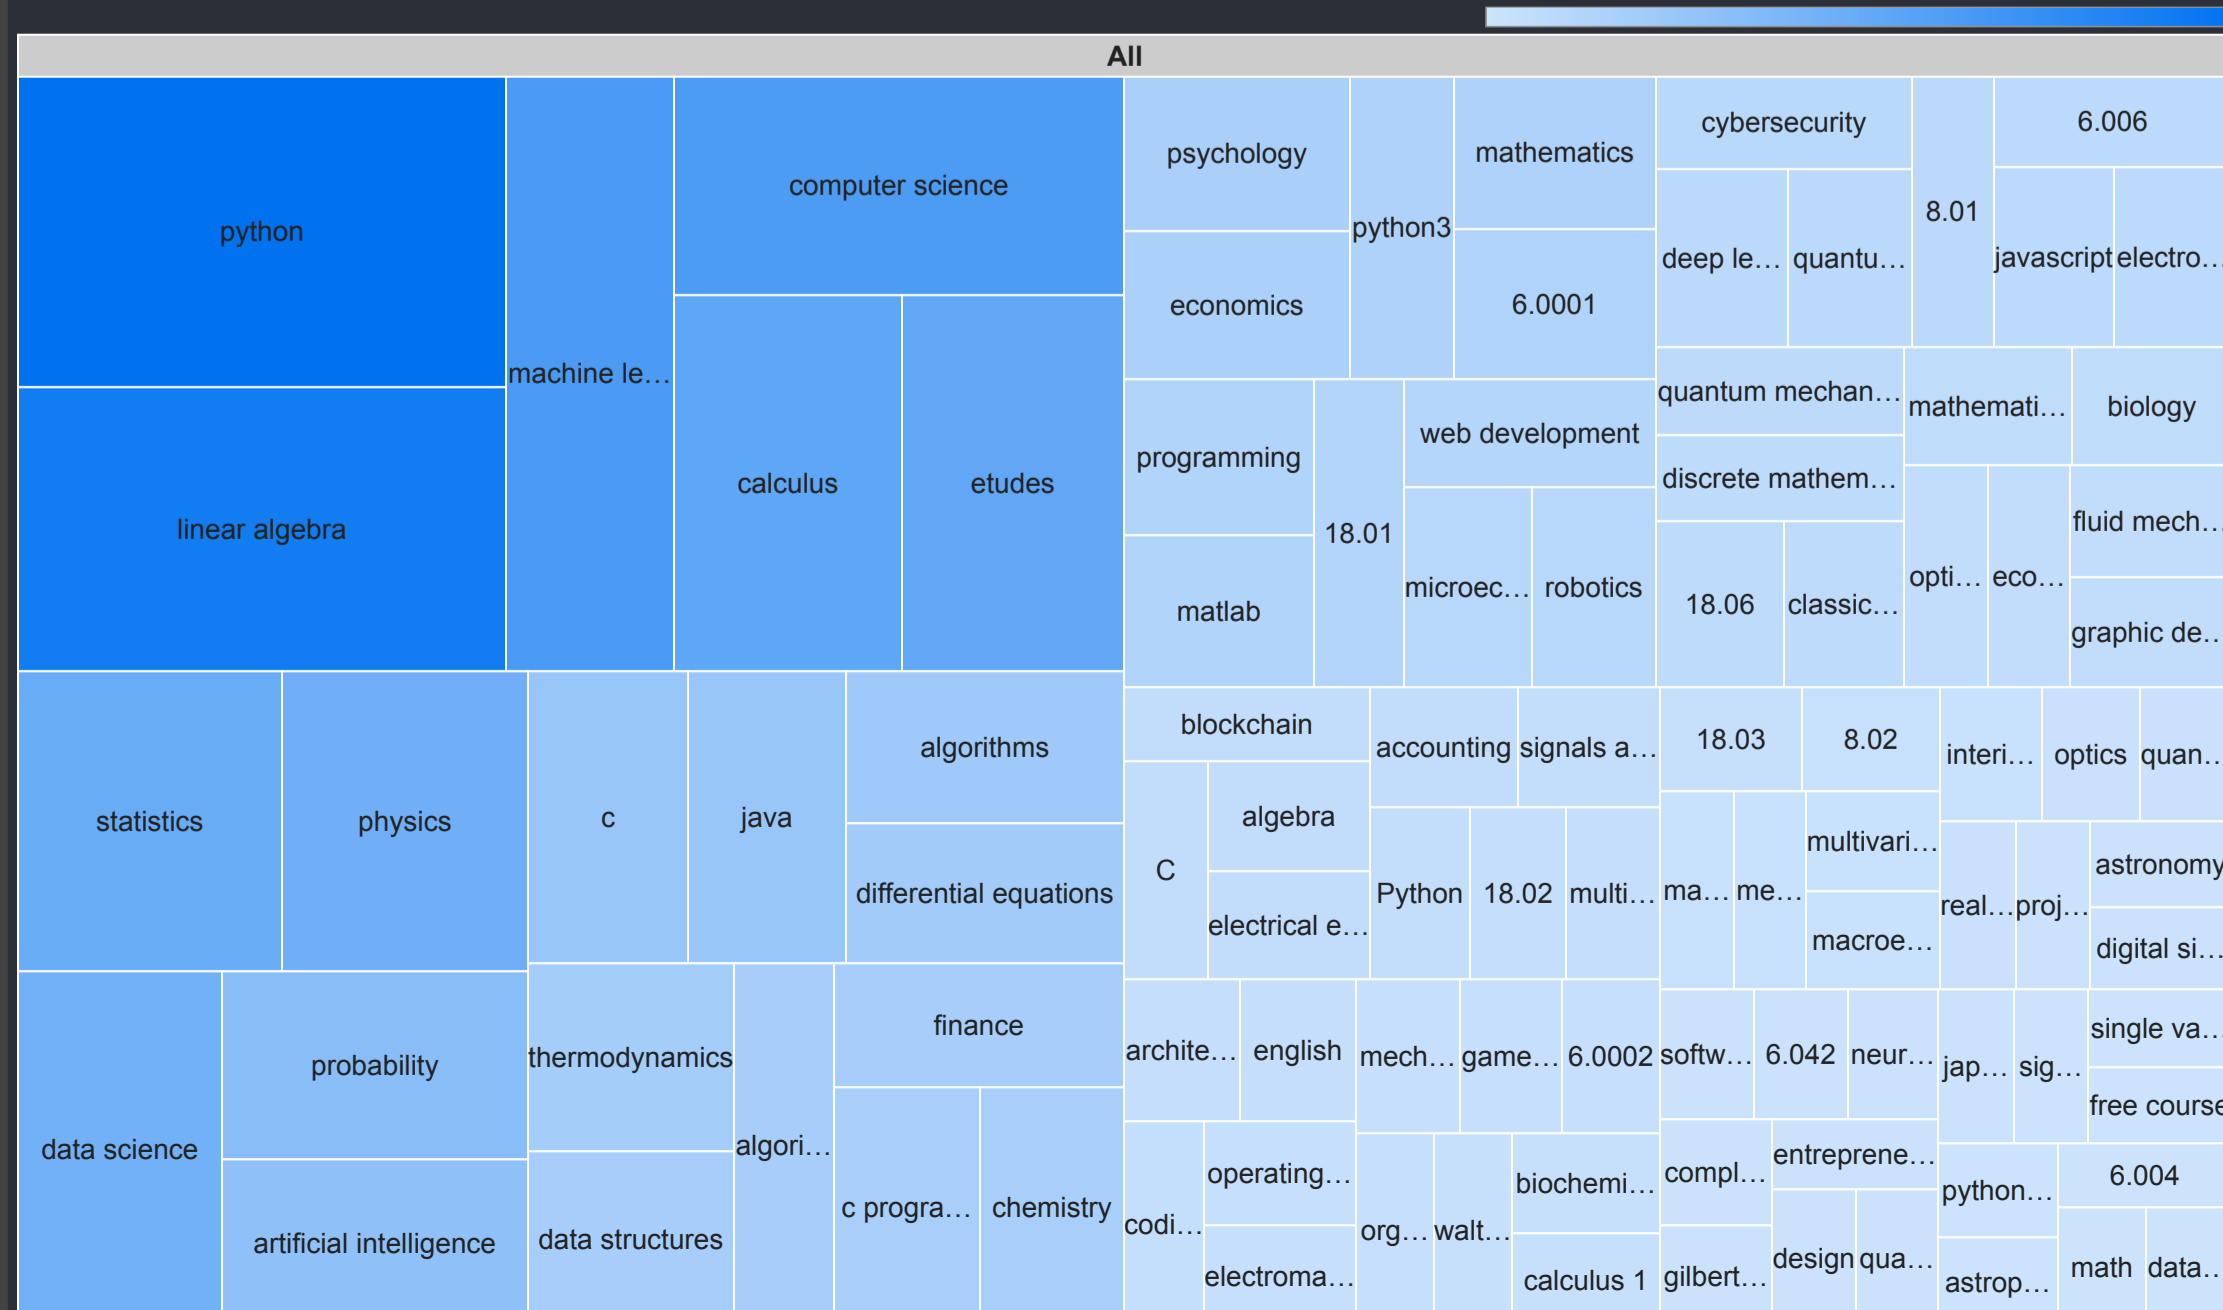 All
python
linear algebra
machine le…
computer science
calculus
etudes
statistics
physics
data science
probability
artificial intelligence
c
java
algorithms
differential equations
thermodynamics
data structures
algori…
finance
c progra…
chemistry
psychology
economics
python3
mathematics
6.0001
programming
matlab
18.01
web development
microec…
robotics
cybersecurity
deep le…
quantu…
8.01
6.006
javascript
electro…
quantum mechan…
discrete mathem…
18.06
classic…
mathemati…
biology
opti…
eco…
fluid mech…
graphic de…
blockchain
C
algebra
electrical e…
accounting
signals a…
Python
18.02
multi…
archite…
english
codi…
operating…
electroma…
mech…
game…
6.0002
org…
walt…
biochemi…
calculus 1
18.03
8.02
ma…
me…
multivari…
macroe…
interi…
optics
quan…
real…
proj…
astronomy
digital si…
softw…
6.042
neur…
compl…
gilbert…
entreprene…
design
qua…
jap…
sig…
single va…
free course
python…
astrop…
6.004
math
data…